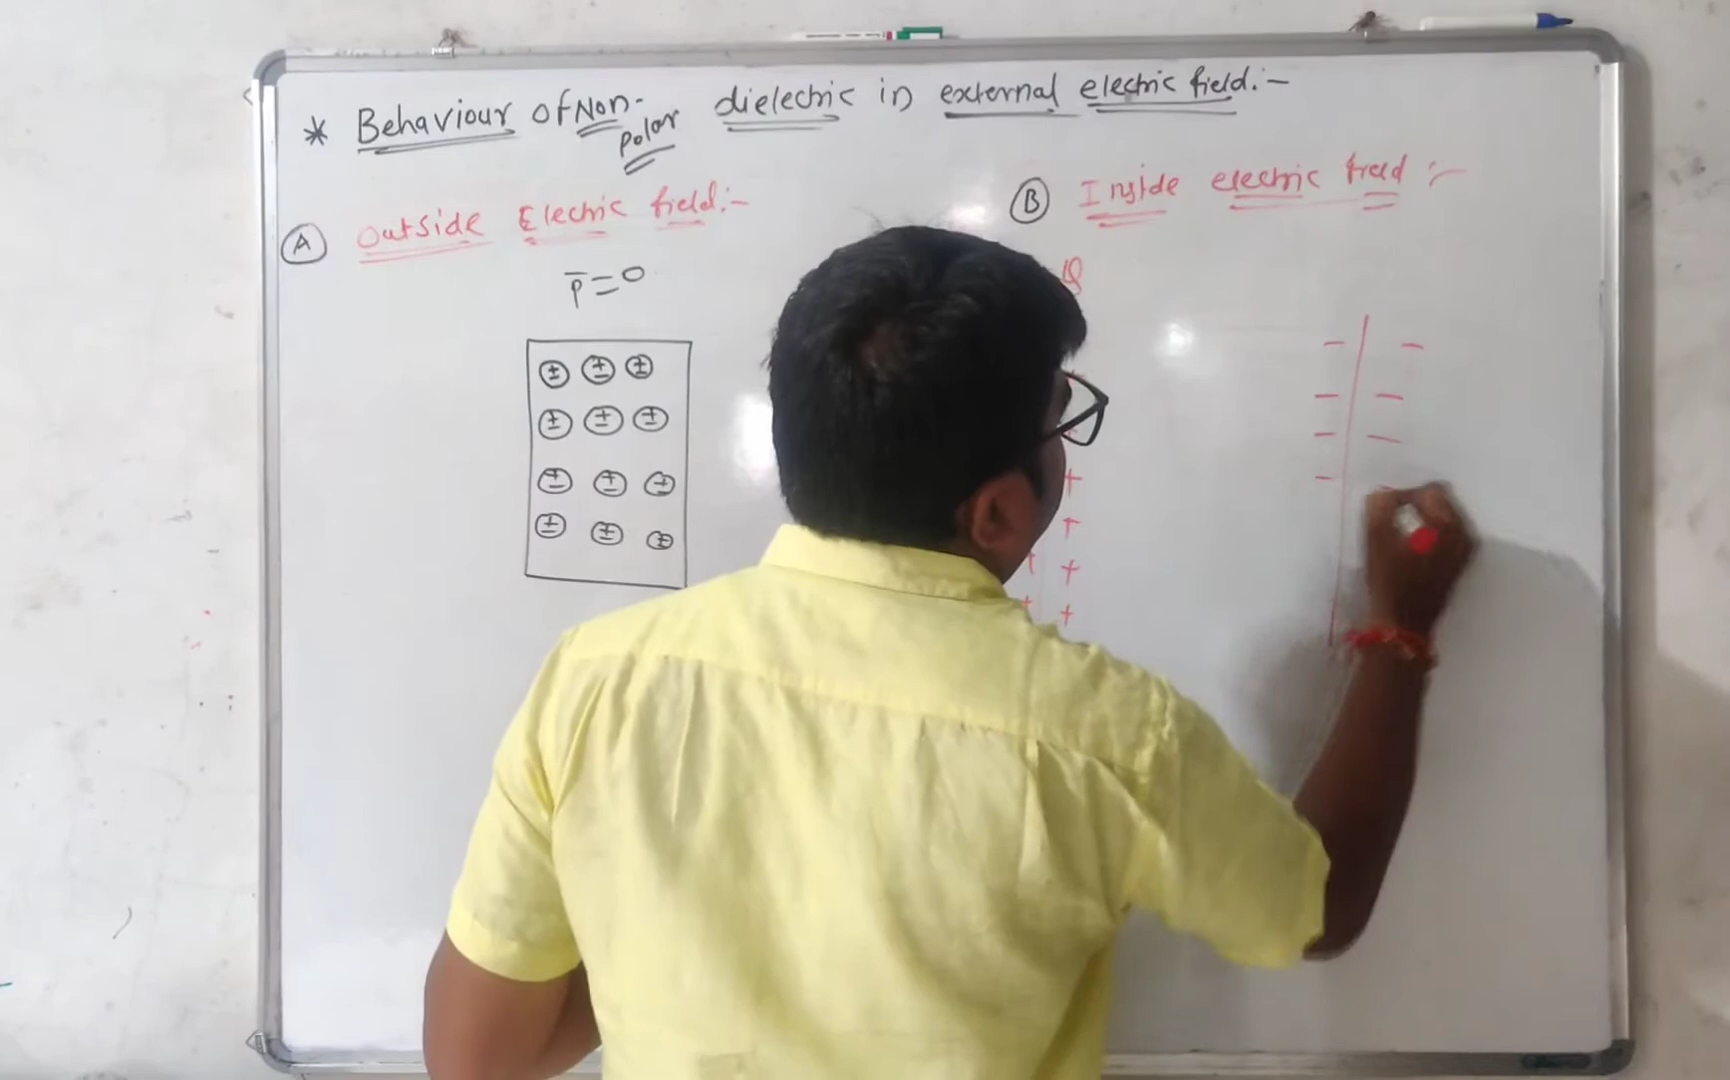 * Behaviour of Non-polar dielectric in external electric field:-
A Outside Electric field:-
p̅=0
± ± ±
± ± ±
± ± ±
± ± ±
B Inside electric field:-
Q
- -
- -
- -
+ -
+
+ +
+ +